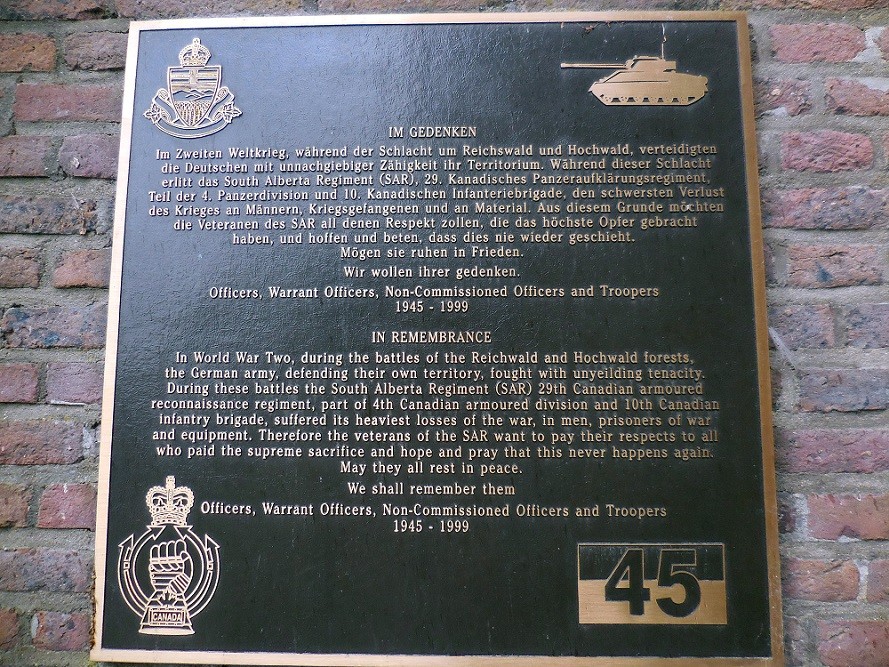 IM GEDENKEN
Im Zweiten Weltkrieg, während der Schlacht um Reichswald und Hochwald, verteidigten
die Deutschen mit unnachgiebiger Zähigkeit ihr Territorium. Während dieser Schlacht
erlitt das South Alberta Regiment (SAR), 29. Kanadisches Panzeraufklärungsregiment,
Teil der 4. Panzerdivision und 10. Kanadischen Infanteriebrigade, den schwersten Verlust
des Krieges an Männern, Kriegsgefangenen und an Material. Aus diesem Grunde möchten
die Veteranen des SAR all denen Respekt zollen, die das höchste Opfer gebracht
haben, und hoffen und beten, dass dies nie wieder geschieht.
Mögen sie ruhen in Frieden.
Wir wollen ihrer gedenken.
Officers, Warrant Officers, Non-Commissioned Officers and Troopers
1945 - 1999
IN REMEMBRANCE
In World War Two, during the battles of the Reichwald and Hochwald forests,
the German army, defending their own territory, fought with unyeilding tenacity.
During these battles the South Alberta Regiment (SAR) 29th Canadian armoured
reconnaissance regiment, part of 4th Canadian armoured division and 10th Canadian
infantry brigade, suffered its heaviest losses of the war, in men, prisoners of war
and equipment. Therefore the veterans of the SAR want to pay their respects to all
who paid the supreme sacrifice and hope and pray that this never happens again.
May they all rest in peace.
We shall remember them
Officers, Warrant Officers, Non-Commissioned Officers and Troopers
1945 - 1999
CANADA
45